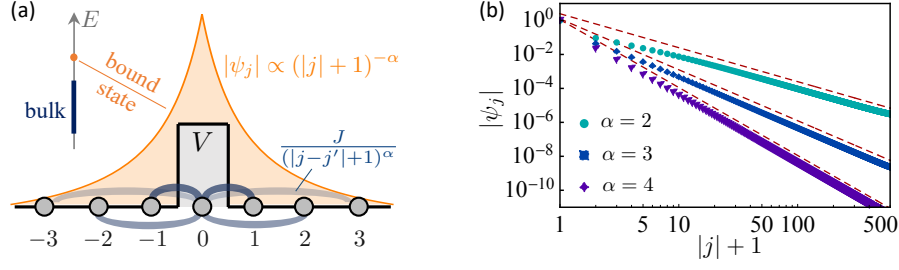 (a)
E
bound
state
bulk
|ψ_j| ∝ (|j| + 1)^{−α}
V
J
(|j−j′|+1)^α
−3 −2 −1 0 1 2 3
(b)
|ψ_j|
10^0
10^{−2}
10^{−4}
10^{−6}
10^{−8}
10^{−10}
α = 2
α = 3
α = 4
1 5 10 50 100 500
|j| + 1